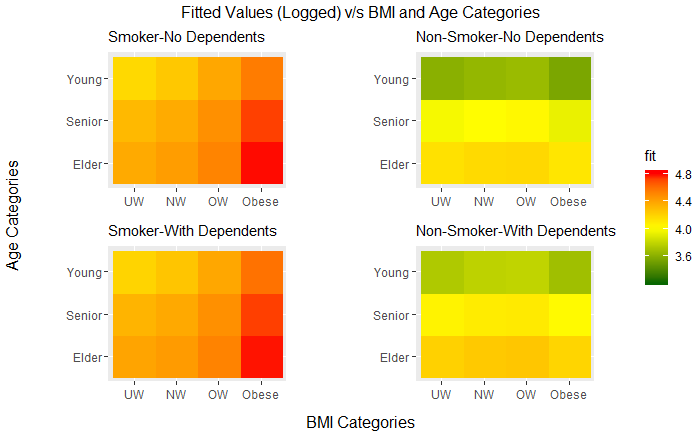 Fitted Values (Logged) v/s BMI and Age Categories
Smoker-No Dependents
Young
Senior
Elder
UW NW OW Obese
Non-Smoker-No Dependents
Young
Senior
Elder
UW NW OW Obese
Smoker-With Dependents
Young
Senior
Elder
UW NW OW Obese
Non-Smoker-With Dependents
Young
Senior
Elder
UW NW OW Obese
Age Categories
BMI Categories
fit
4.8
4.4
4.0
3.6